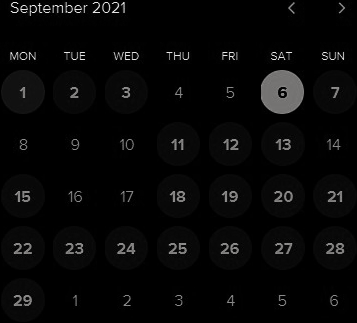 September 2021
MON TUE WED THU FRI SAT SUN
1 2 3 4 5 6 7
8 9 10 11 12 13 14
15 16 17 18 19 20 21
22 23 24 25 26 27 28
29 1 2 3 4 5 6